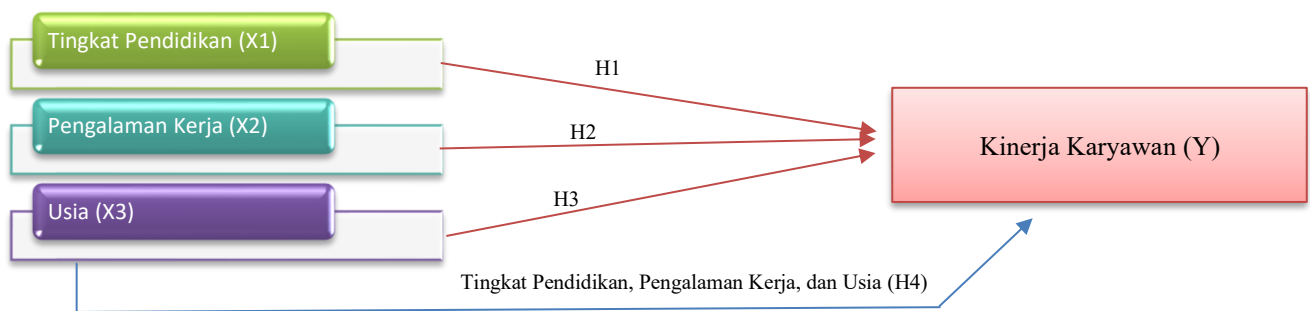 Tingkat Pendidikan (X1)
H1
Pengalaman Kerja (X2)
H2
Kinerja Karyawan (Y)
Usia (X3)
H3
Tingkat Pendidikan, Pengalaman Kerja, dan Usia (H4)